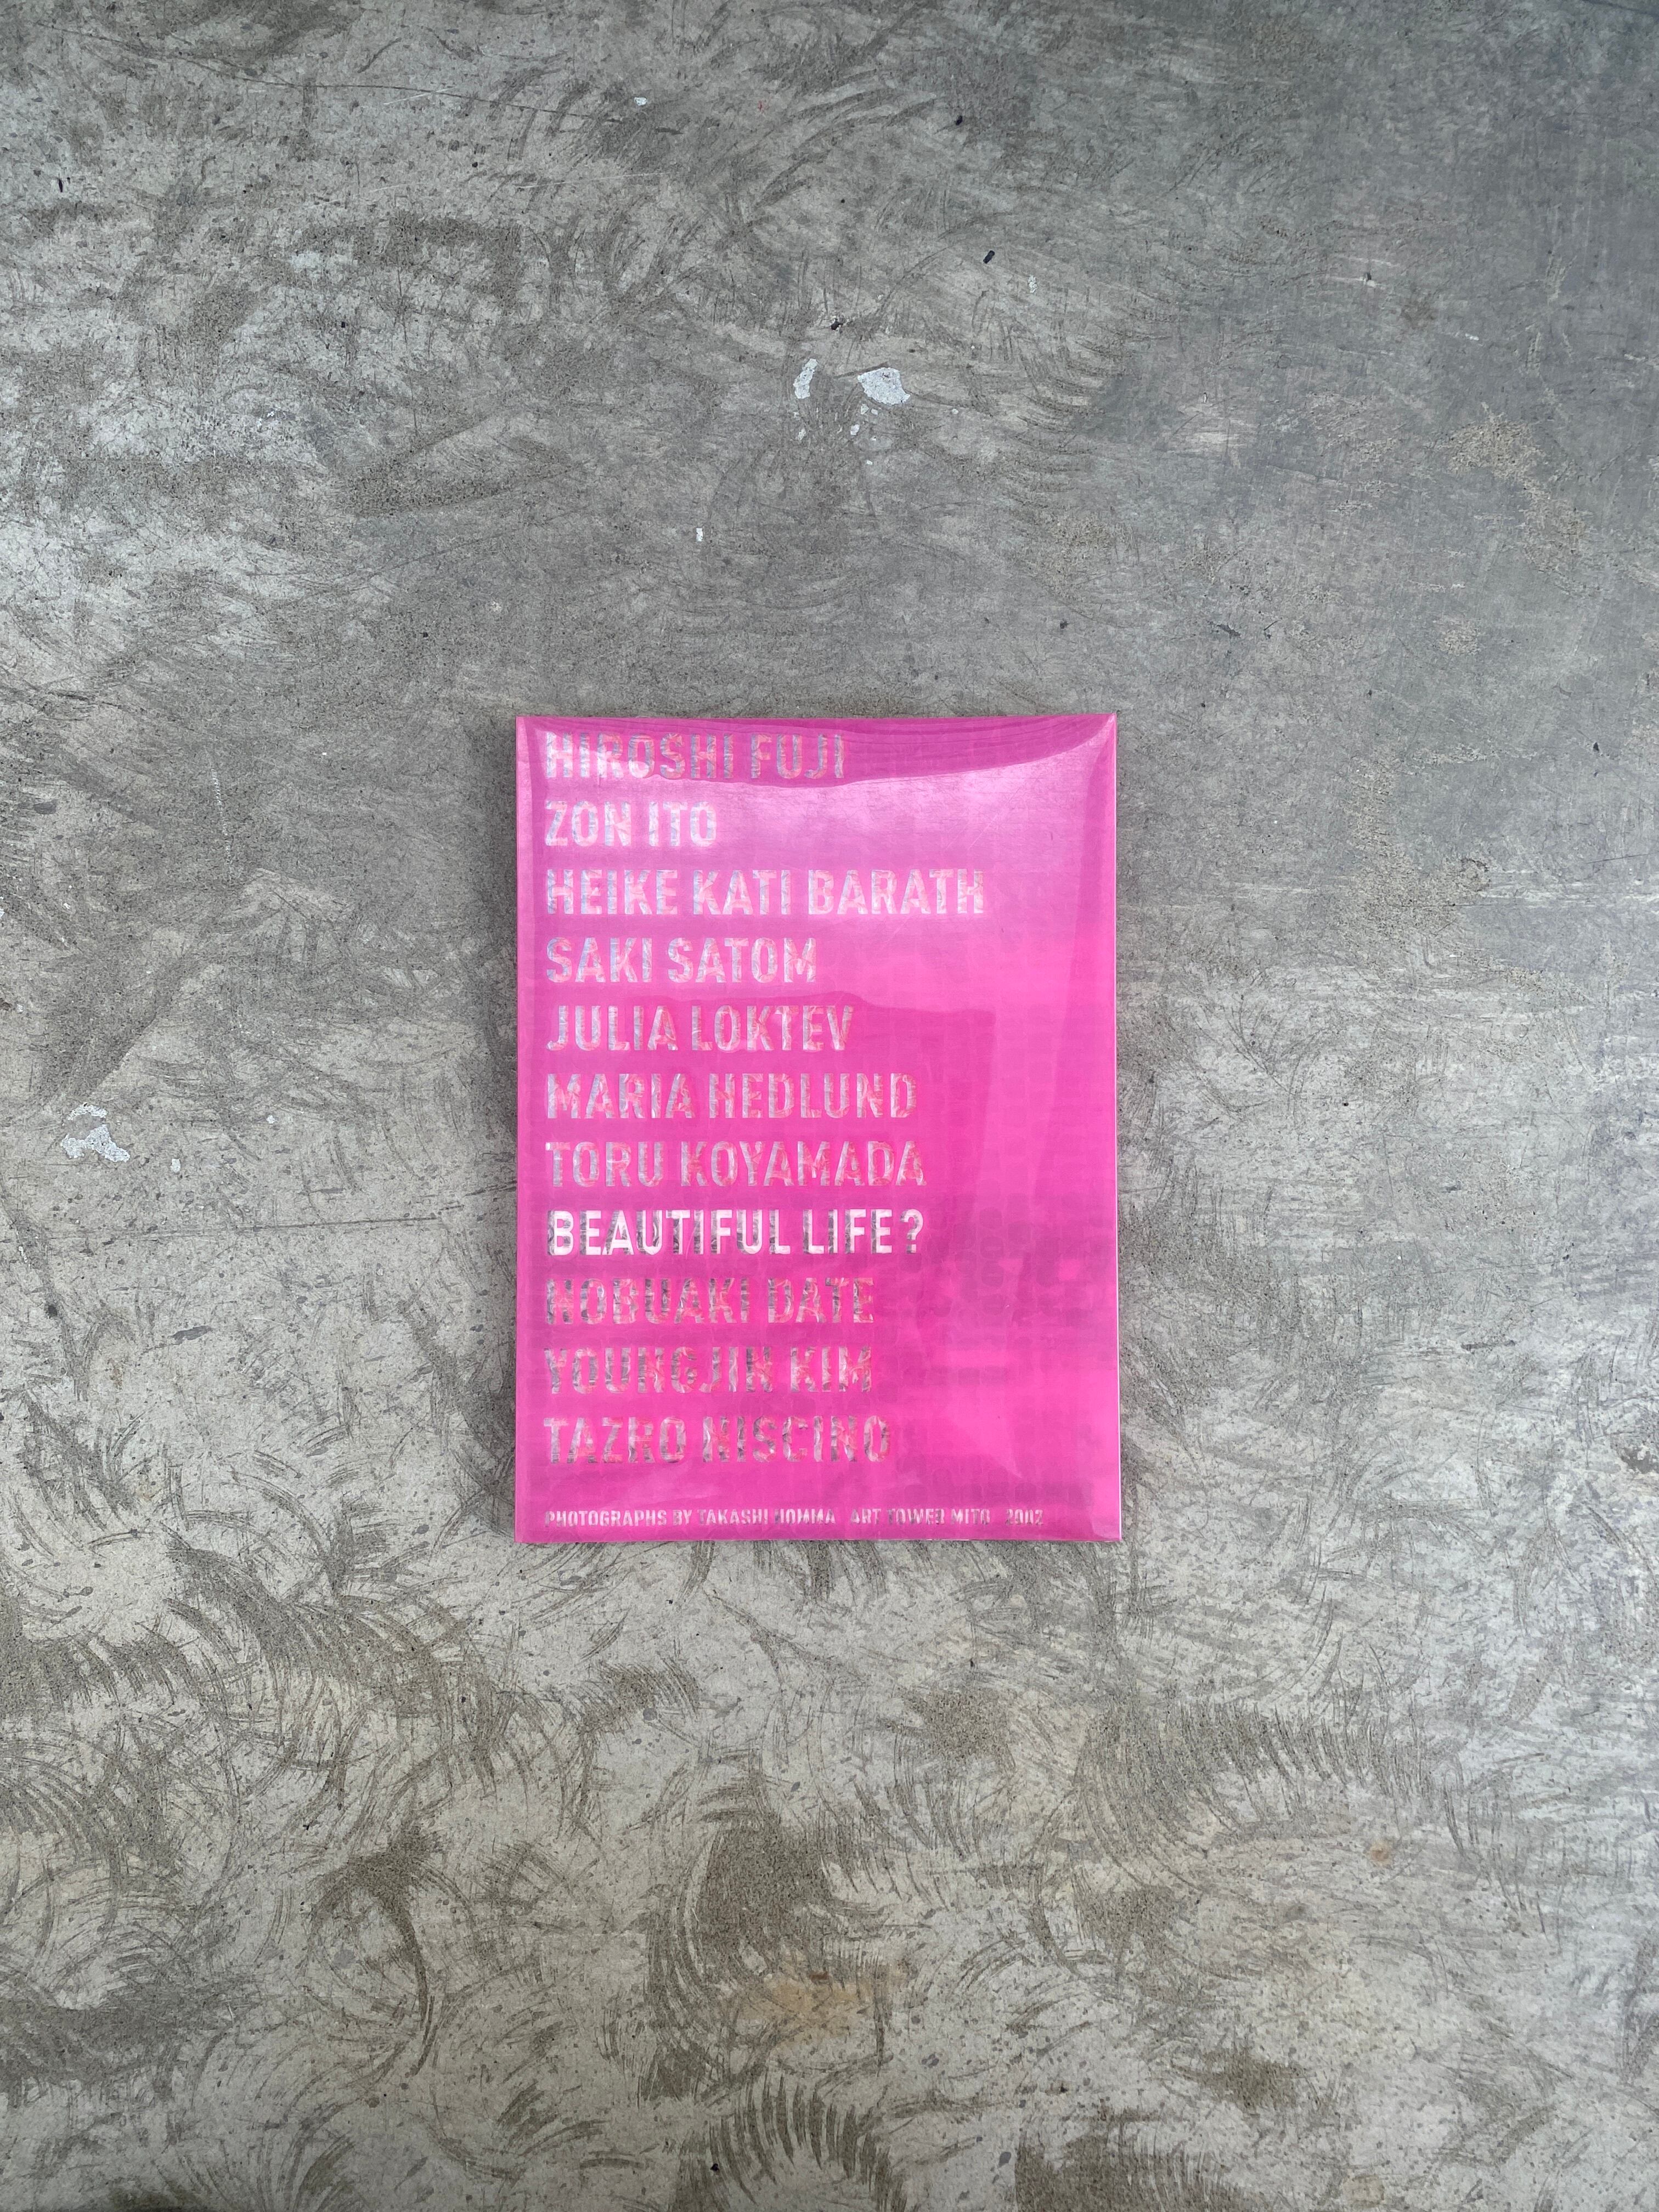 HIROSHI FUJI
ZON ITO
HEIKE KATI BARATH
SAKI SATOM
JULIA LOKTEV
MARIA HEDLUND
TORU KOYAMADA
BEAUTIFUL LIFE?
NOBUAKI DATE
YOUNGJIN KIM
TAZRO NISCINO
PHOTOGRAPHS BY TAKASHI HOMMA ART TOWER MITO 2002